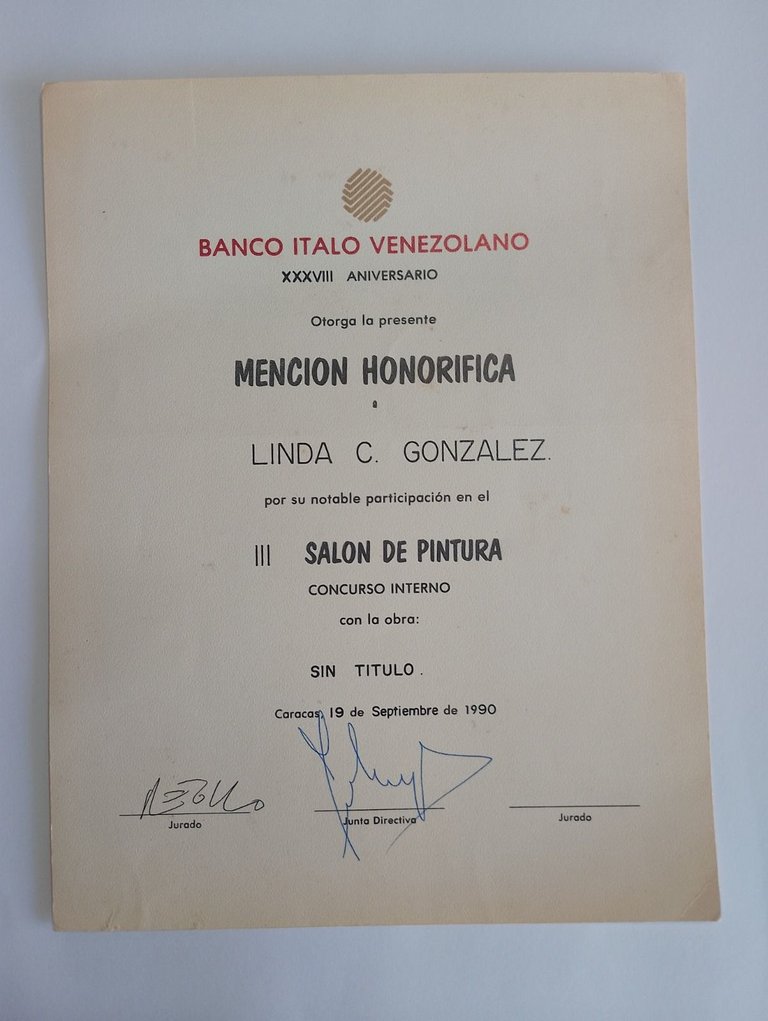 BANCO ITALO VENEZOLANO
XXXVIII ANIVERSARIO
Otorga la presente
MENCION HONORIFICA
a
LINDA C. GONZALEZ.
por su notable participación en el
III SALON DE PINTURA
CONCURSO INTERNO
con la obra:
SIN TITULO.
Caracas, 19 de Septiembre de 1990
Jurado
Junta Directiva
Jurado